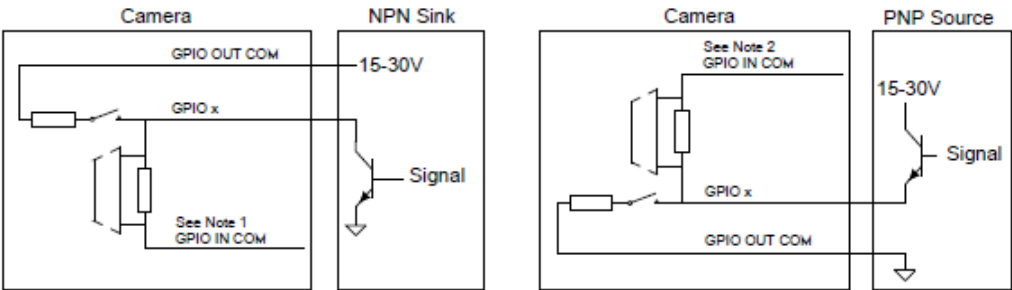 Camera
NPN Sink
GPIO OUT COM
15-30V
GPIO x
Signal
See Note 1
GPIO IN COM
Camera
PNP Source
See Note 2
GPIO IN COM
15-30V
Signal
GPIO x
GPIO OUT COM